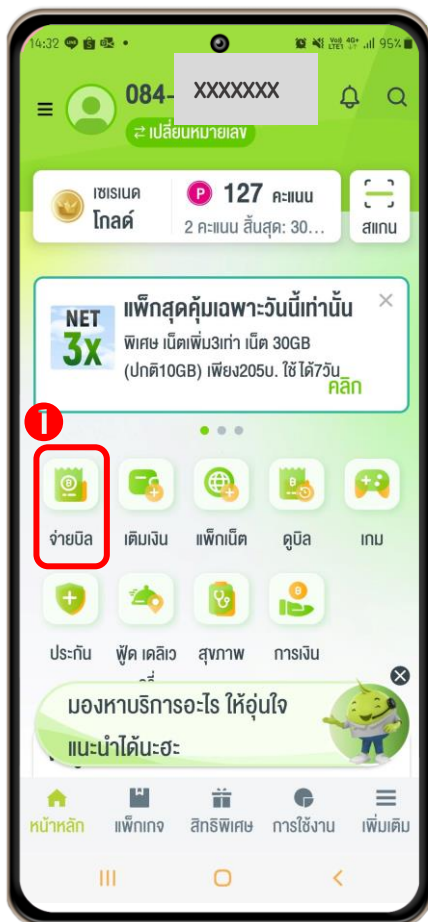 14:32
Vo)) 4G+ 95%
LTE1
084- XXXXXXX
เปลี่ยนหมายเลข
เซเรเนด
โกลด์
P 127 คะแนน
2 คะแนน สิ้นสุด: 30...
สแกน
NET
3X
แพ็กสุดคุ้มเฉพาะวันนี้เท่านั้น
พิเศษ เน็ตเพิ่ม3เท่า เน็ต 30GB
(ปกติ10GB) เพียง205บ. ใช้ได้7วัน
คลิก
1
จ่ายบิล เติมเงิน แพ็กเน็ต ดูบิล เกม
ประกัน ฟู้ด เดลิเว สุขภาพ การเงิน
มองหาบริการอะไร ให้อุ่นใจ
แนะนำได้นะฮะ
หน้าหลัก แพ็กเกจ สิทธิพิเศษ การใช้งาน เพิ่มเติม